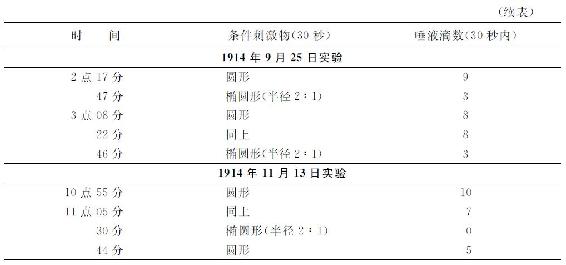 (续表)
时 间 条件刺激物(30秒) 唾液滴数(30秒内)
1914年9月25日实验
2点17分 圆形 9
47分 椭圆形(半径2:1) 3
3点08分 圆形 8
22分 同上 8
46分 椭圆形(半径2:1) 3
1914年11月13日实验
10点55分 圆形 10
11点05分 同上 7
30分 椭圆形(半径2:1) 0
44分 圆形 5